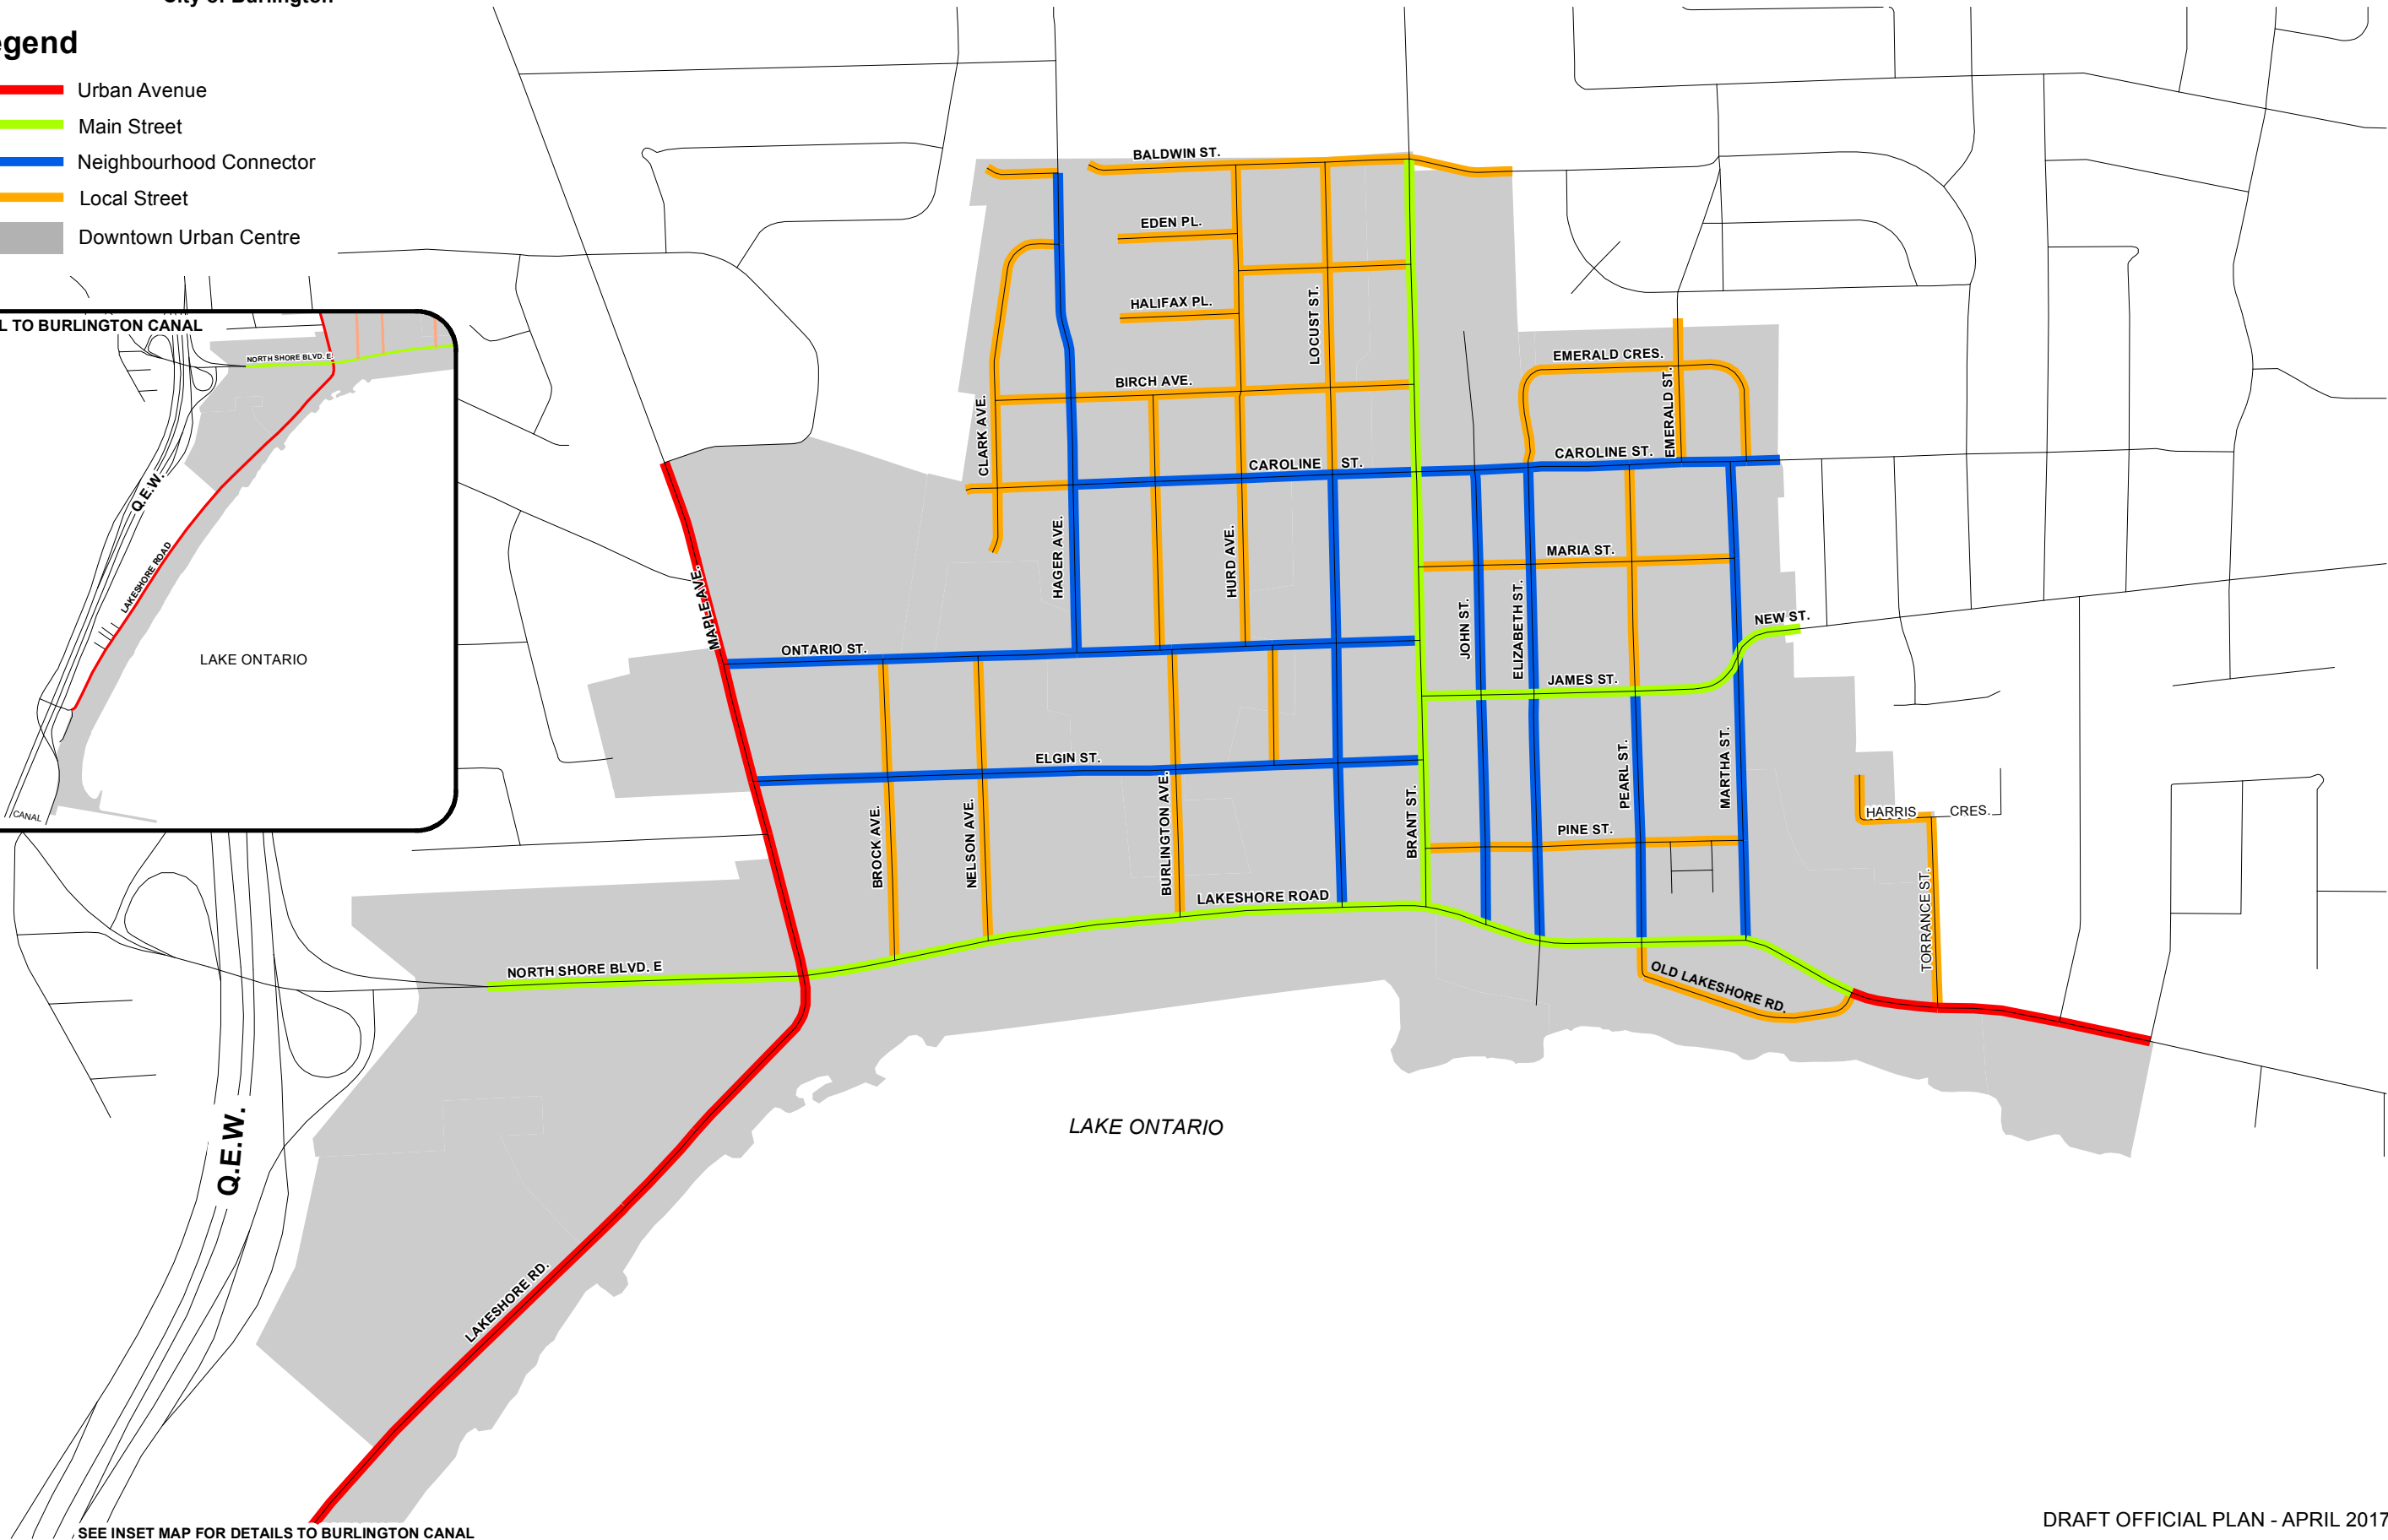 City of Burlington
egend
Urban Avenue
Main Street
Neighbourhood Connector
Local Street
Downtown Urban Centre
L TO BURLINGTON CANAL
NORTH SHORE BLVD. E
Q.E.W.
LAKESHORE ROAD
LAKE ONTARIO
CANAL
BALDWIN ST.
EDEN PL.
HALIFAX PL.
LOCUST ST.
BIRCH AVE.
CLARK AVE.
EMERALD CRES.
EMERALD ST.
CAROLINE ST.
CAROLINE ST.
HAGER AVE.
HURD AVE.
MARIA ST.
MAPLE AVE.
JOHN ST.
ELIZABETH ST.
NEW ST.
ONTARIO ST.
JAMES ST.
ELGIN ST.
BROCK AVE.
NELSON AVE.
BURLINGTON AVE.
BRANT ST.
PEARL ST.
MARTHA ST.
HARRIS CRES.
PINE ST.
TORRANCE ST.
LAKESHORE ROAD
NORTH SHORE BLVD. E
OLD LAKESHORE RD.
Q.E.W.
LAKE ONTARIO
LAKESHORE RD.
SEE INSET MAP FOR DETAILS TO BURLINGTON CANAL
DRAFT OFFICIAL PLAN - APRIL 2017